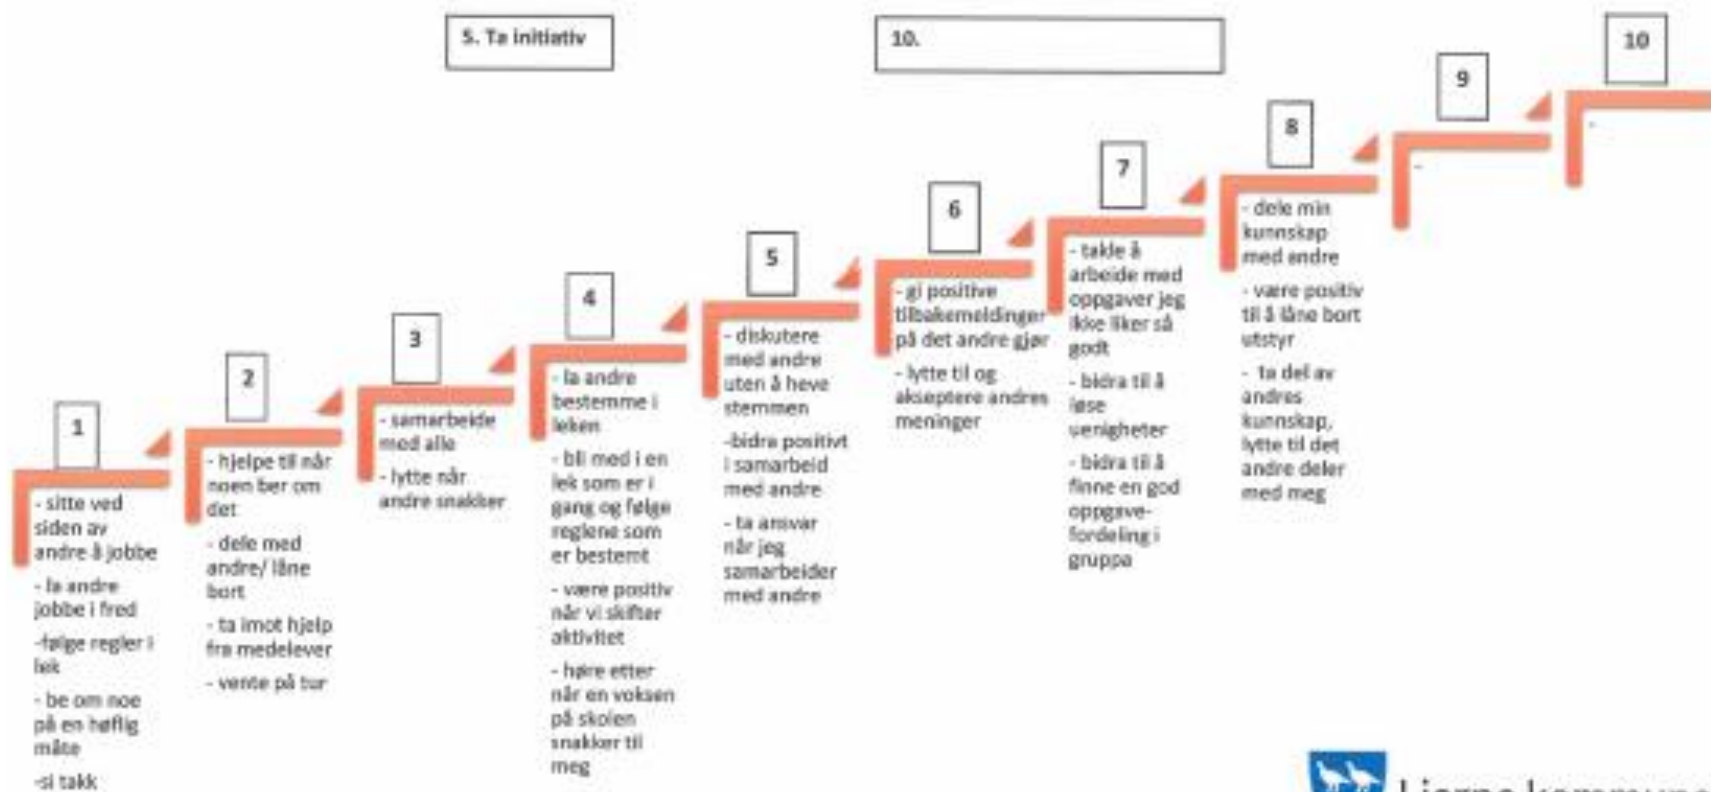 5. Ta initiativ
10.
1
- sitte ved
siden av
andre å jobbe
- la andre
jobbe i fred
-følge regler i
lek
- be om noe
på en høflig
måte
-si takk
2
- hjelpe til når
noen ber om
det
- dele med
andre/ låne
bort
- ta imot hjelp
fra medelever
- vente på tur
3
- samarbeide
med alle
- lytte når
andre snakker
4
- la andre
bestemme i
leken
- bli med i en
lek som er i
gang og følge
reglene som
er bestemt
- være positiv
når vi skifter
aktivitet
- høre etter
når en voksen
på skolen
snakker til
meg
5
- diskutere
med andre
uten å heve
stemmen
-bidra positivt
i samarbeid
med andre
- ta ansvar
når jeg
samarbeider
med andre
6
- gi positive
tilbakemeldinger
på det andre gjør
- lytte til og
akseptere andres
meninger
7
- takle å
arbeide med
oppgaver jeg
ikke liker så
godt
- bidra til å
løse
uenigheter
- bidra til å
finne en god
oppgave-
fordeling i
gruppa
8
- dele min
kunnskap
med andre
- være positiv
til å låne bort
utstyr
- ta del av
andres
kunnskap,
lytte til det
andre deler
med meg
9
-
10
-
Lierne kommune